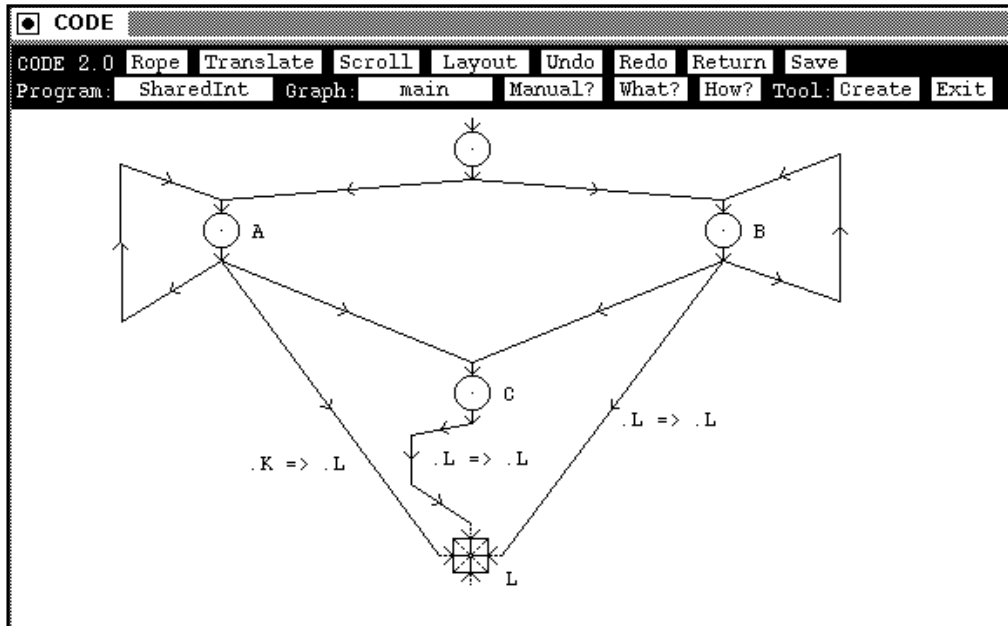 CODE
CODE 2.0 Rope Translate Scroll Layout Undo Redo Return Save
Program: SharedInt Graph: main Manual? What? How? Tool: Create Exit
A
B
C
.L => .L
.K => .L
.L => .L
L